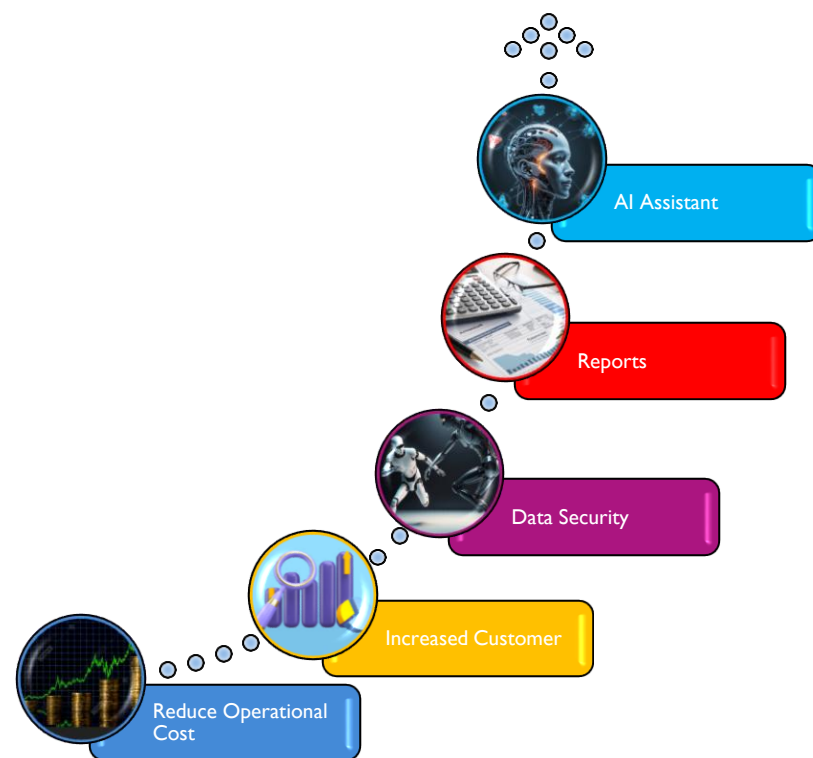 AI Assistant
Reports
Data Security
Increased Customer
Reduce Operational
Cost